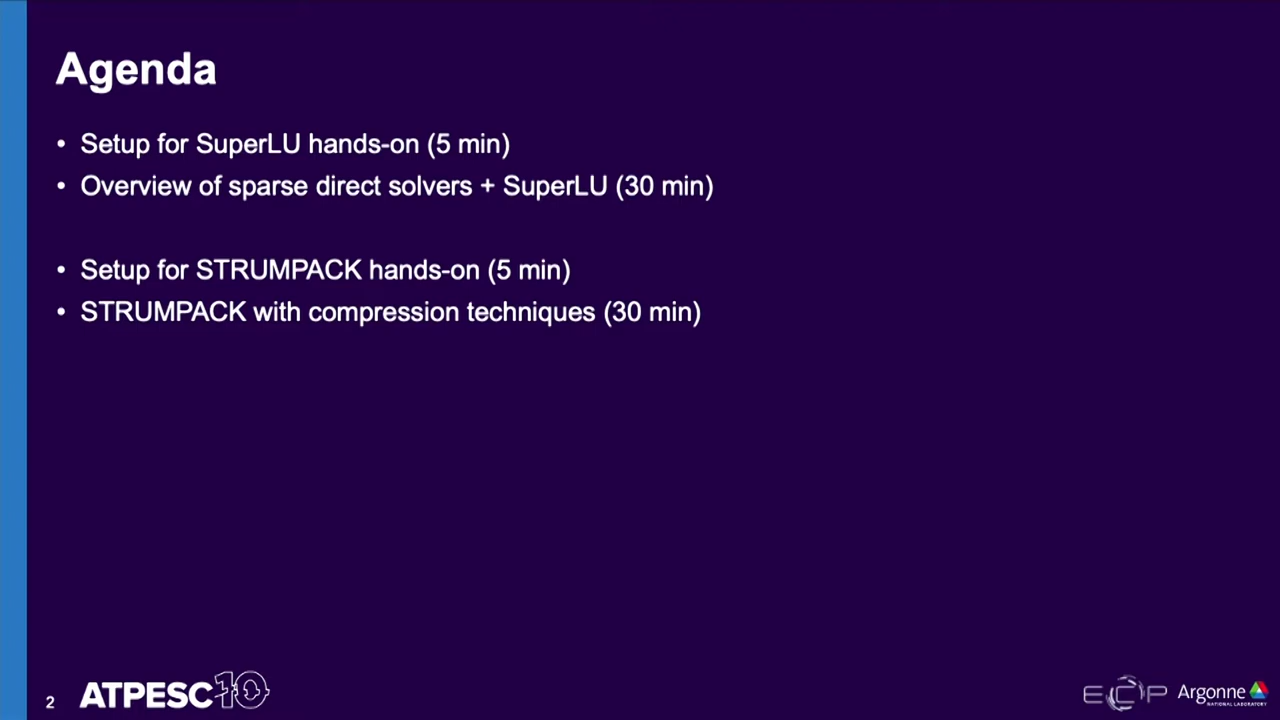 Agenda
• Setup for SuperLU hands-on (5 min)
• Overview of sparse direct solvers + SuperLU (30 min)
• Setup for STRUMPACK hands-on (5 min)
• STRUMPACK with compression techniques (30 min)
2
ATPESC10
ECP
Argonne
NATIONAL LABORATORY